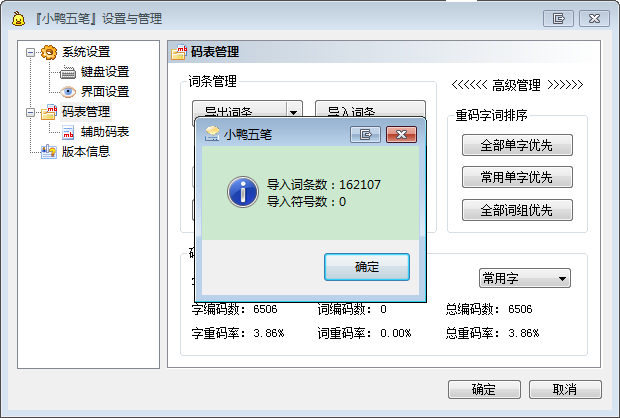 『小鸭五笔』设置与管理
系统设置
键盘设置
界面设置
码表管理
辅助码表
版本信息
码表管理
词条管理
导出词条
导入词条
<<<<<< 高级管理 >>>>>>
重码字词排序
全部单字优先
常用单字优先
全部词组优先
小鸭五笔
导入词条数：162107
导入符号数：0
确定
常用字
字编码数: 6506
词编码数: 0
总编码数: 6506
字重码率: 3.86%
词重码率: 0.00%
总重码率: 3.86%
确定
取消